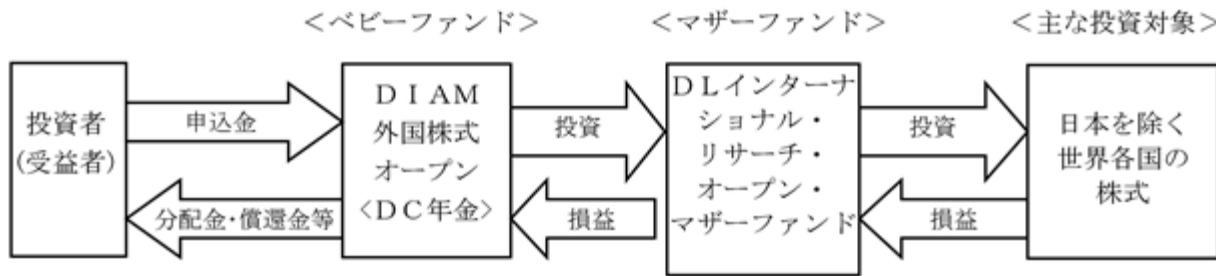 <ベビーファンド>
<マザーファンド>
<主な投資対象>
投資者
(受益者)
申込金
分配金・償還金等
DIAM
外国株式
オープン
<DC年金>
投資
損益
DLインターナ
ショナル・
リサーチ・
オープン・
マザーファンド
投資
損益
日本を除く
世界各国の
株式